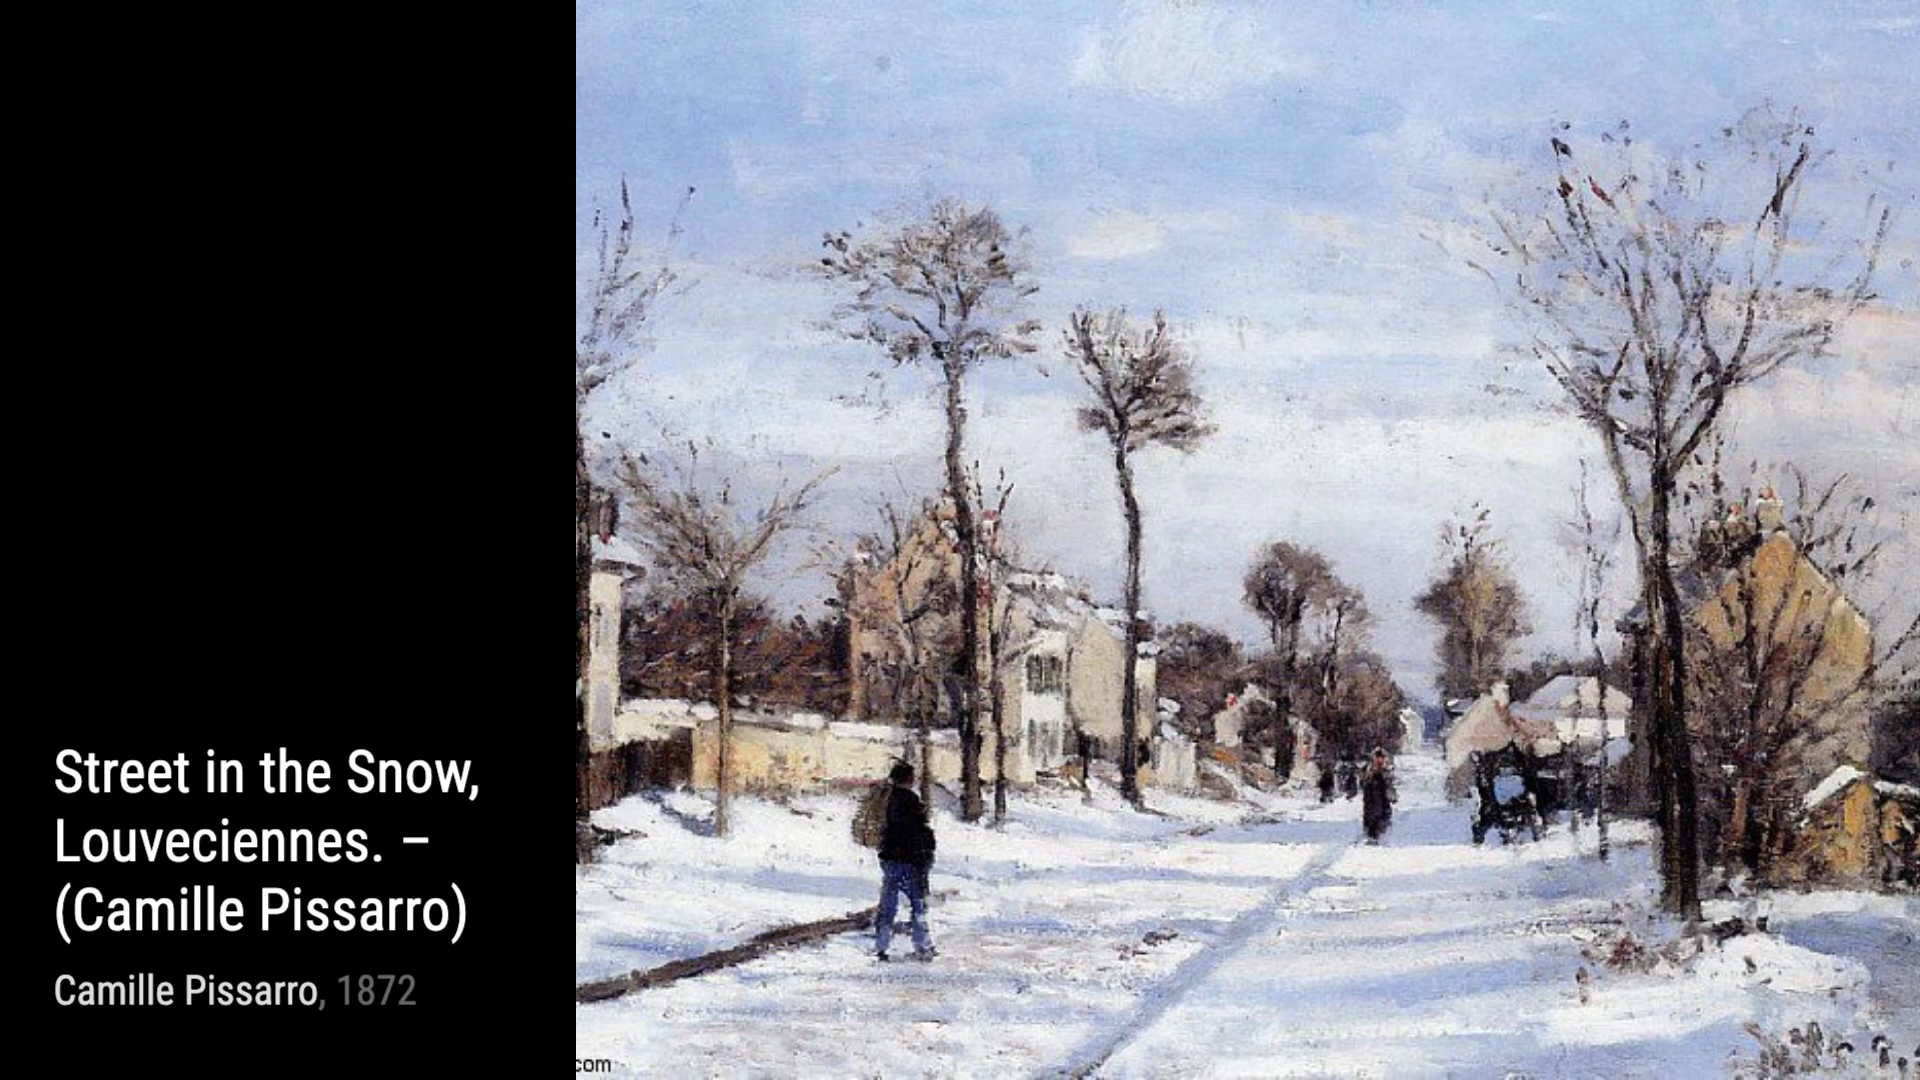 Street in the Snow,
Louveciennes. –
(Camille Pissarro)
Camille Pissarro, 1872
com